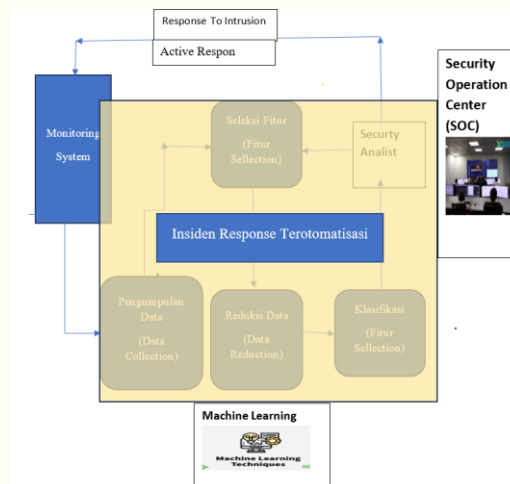 Response To Intrusion
Active Respon
Monitoring
System
Seleksi Fitur
(Fitur
Sellection)
Securty
Analist
Security
Operation
Center
(SOC)
Insiden Response Terotomatisasi
Pengumpulan
Data
(Data
Collection)
Reduksi Data
(Data
Reduction)
Klasifikasi
(Fitur
Sellection)
Machine Learning
Machine Learning
Techniques